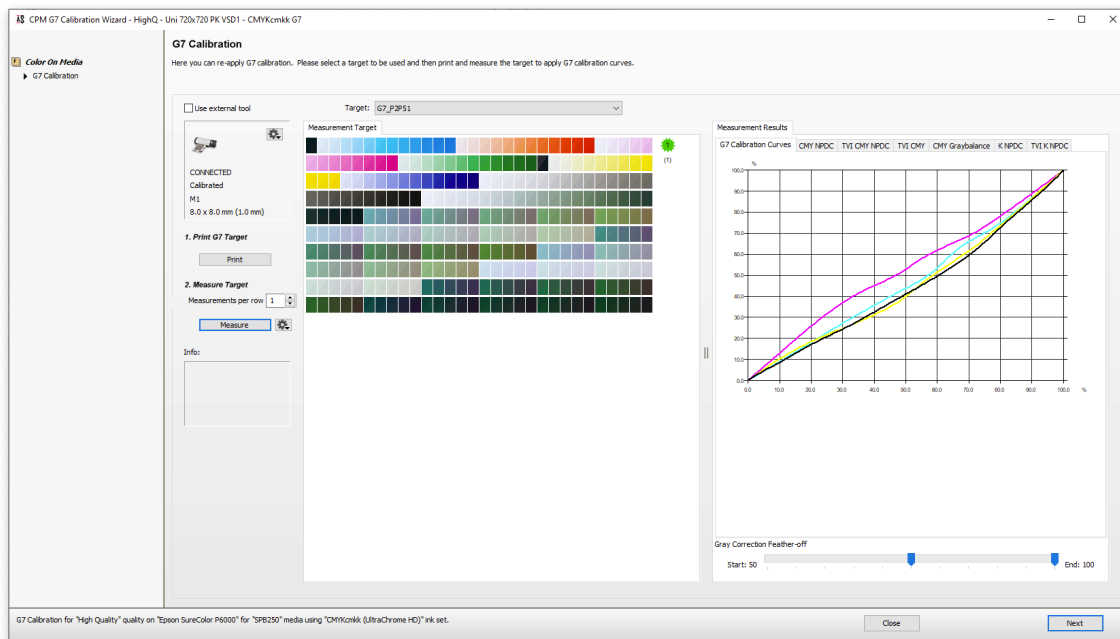 CPM G7 Calibration Wizard - HighQ - Uni 720x720 PK VSD1 - CMYKcmkk G7
Color On Media
G7 Calibration
G7 Calibration
Here you can re-apply G7 calibration. Please select a target to be used and then print and measure the target to apply G7 calibration curves.
Use external tool
Target: G7_P2P51
CONNECTED
Calibrated
M1
8.0 x 8.0 mm (1.0 mm)
1. Print G7 Target
Print
2. Measure Target
Measurements per row 1
Measure
Info:
Measurement Target
1
(1)
Measurement Results
G7 Calibration Curves CMY NPDC TVI CMY NPDC TVI CMY CMY Graybalance K NPDC TVI K NPDC
%
100.0
90.0
80.0
70.0
60.0
50.0
40.0
30.0
20.0
10.0
0.0
0.0 10.0 20.0 30.0 40.0 50.0 60.0 70.0 80.0 90.0 100.0 %
Gray Correction Feather-off
Start: 50 End: 100
G7 Calibration for "High Quality" quality on "Epson SureColor P6000" for "SPB250" media using "CMYKcmkk (UltraChrome HD)" ink set.
Close
Next